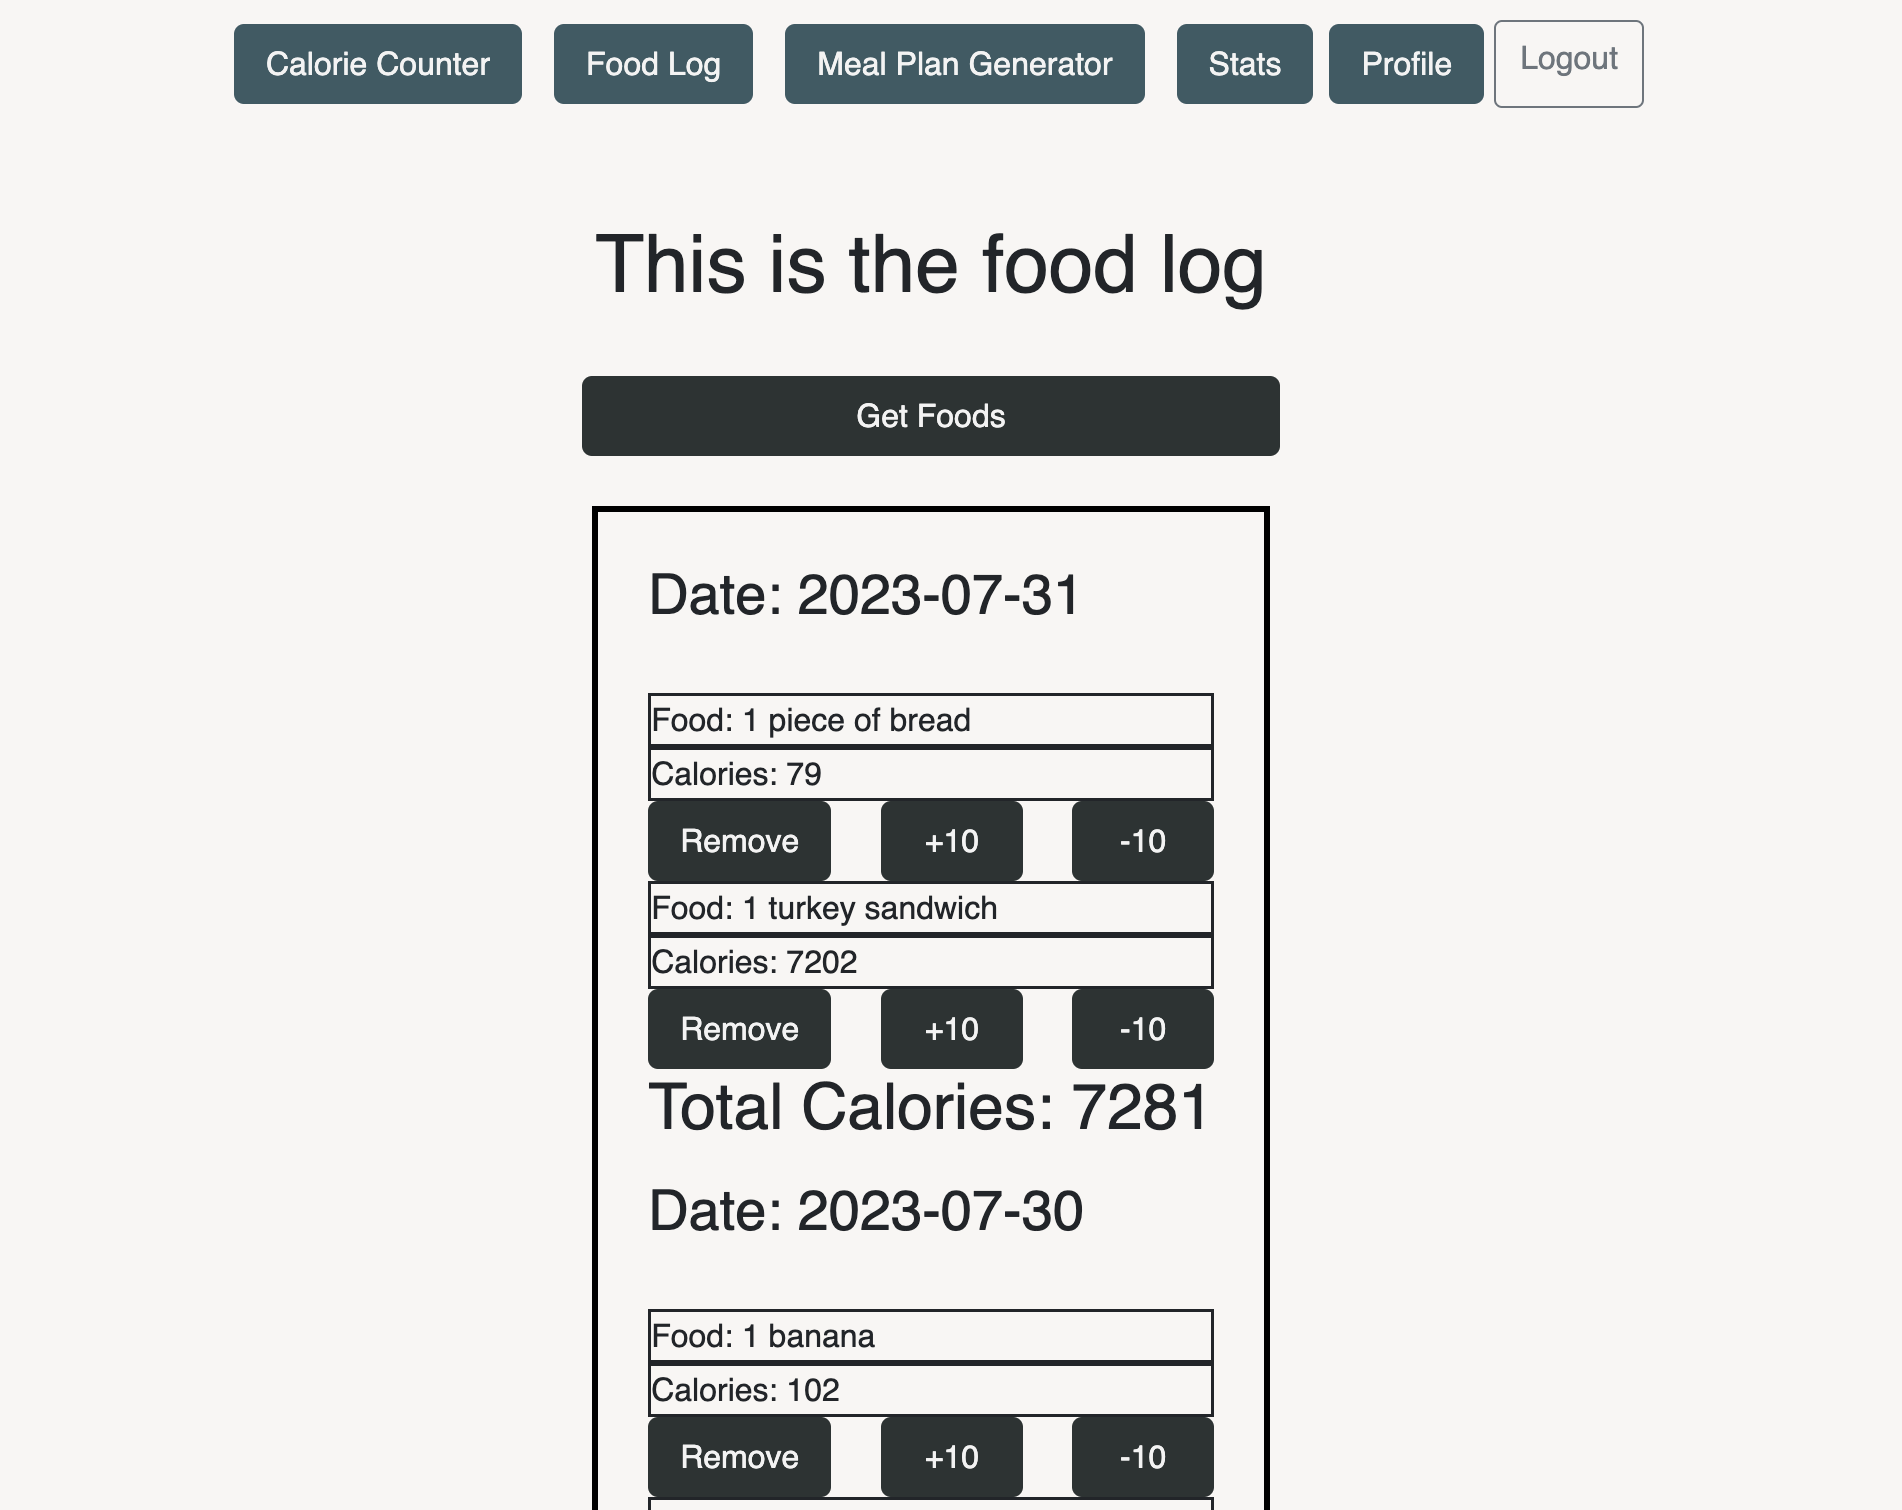 Calorie Counter Food Log Meal Plan Generator Stats Profile Logout
This is the food log
Get Foods
Date: 2023-07-31
Food: 1 piece of bread
Calories: 79
Remove +10 -10
Food: 1 turkey sandwich
Calories: 7202
Remove +10 -10
Total Calories: 7281
Date: 2023-07-30
Food: 1 banana
Calories: 102
Remove +10 -10